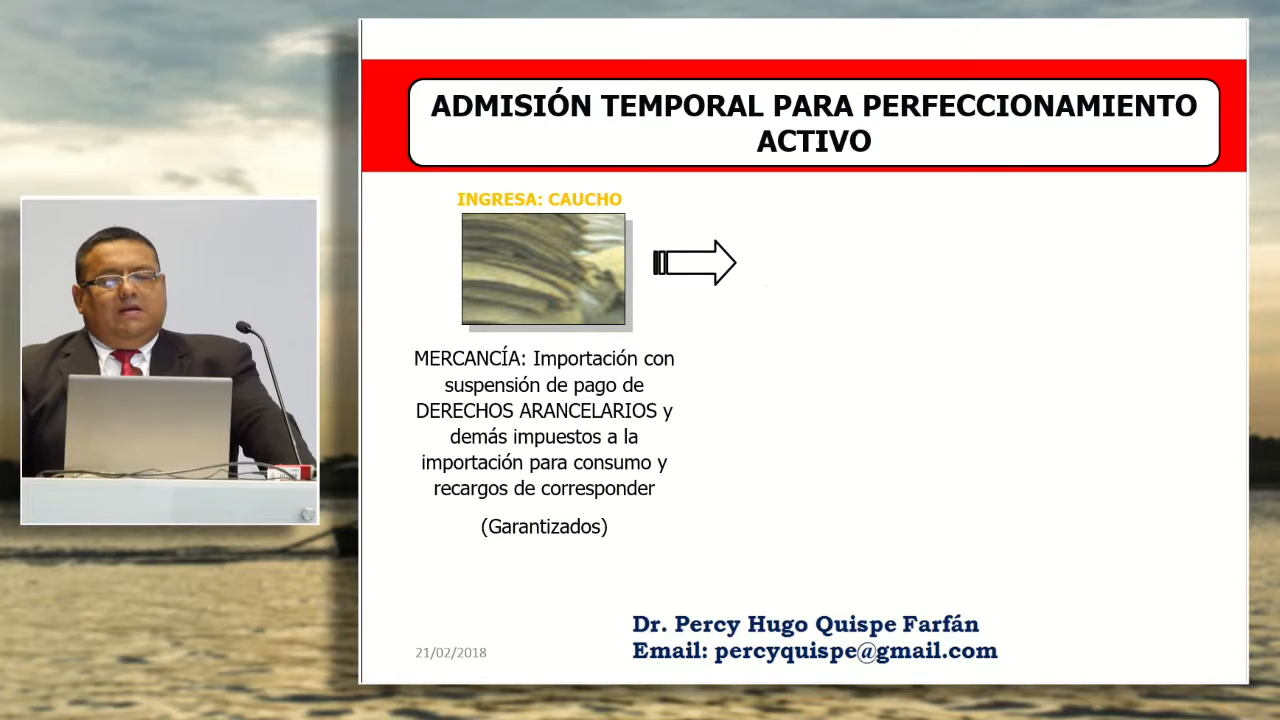 ADMISIÓN TEMPORAL PARA PERFECCIONAMIENTO
ACTIVO
INGRESA: CAUCHO
MERCANCÍA: Importación con
suspensión de pago de
DERECHOS ARANCELARIOS y
demás impuestos a la
importación para consumo y
recargos de corresponder
(Garantizados)
Dr. Percy Hugo Quispe Farfán
Email: percyquispe@gmail.com
21/02/2018